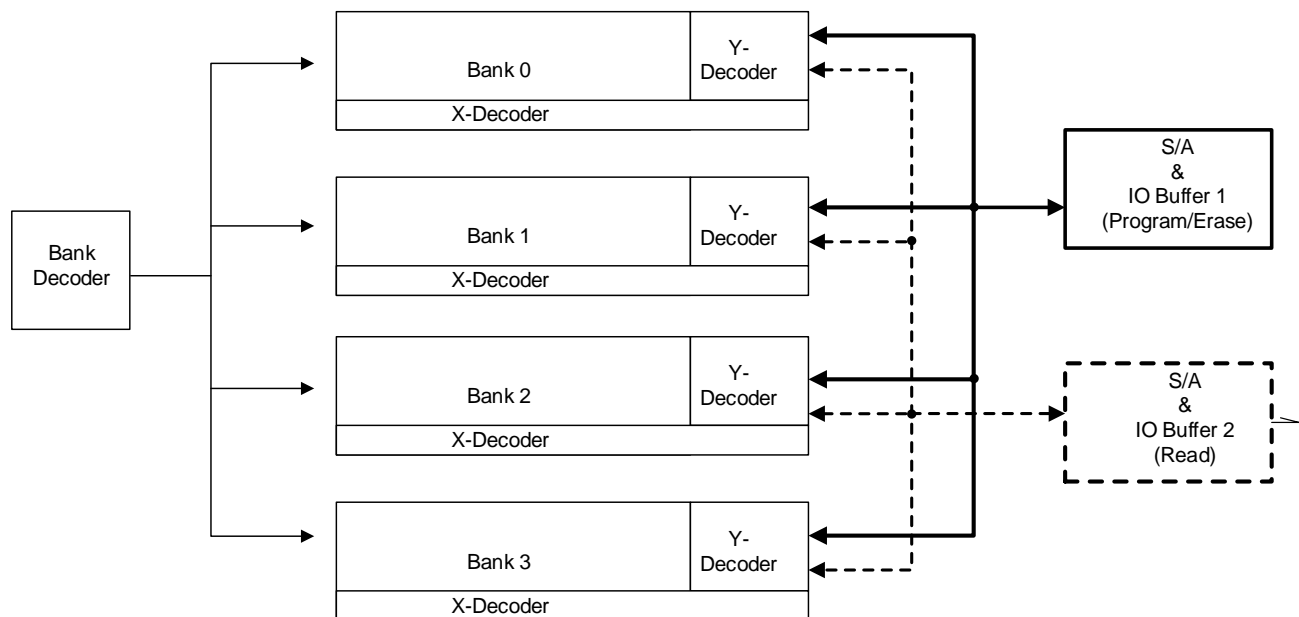 Bank
Decoder
Bank 0
Y-
Decoder
X-Decoder
Bank 1
Y-
Decoder
X-Decoder
Bank 2
Y-
Decoder
X-Decoder
Bank 3
Y-
Decoder
X-Decoder
S/A
&
IO Buffer 1
(Program/Erase)
S/A
&
IO Buffer 2
(Read)